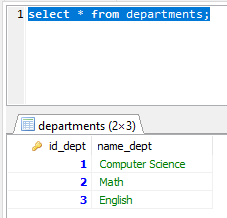 1 select * from departments;
departments (2×3)
id_dept name_dept
1 Computer Science
2 Math
3 English